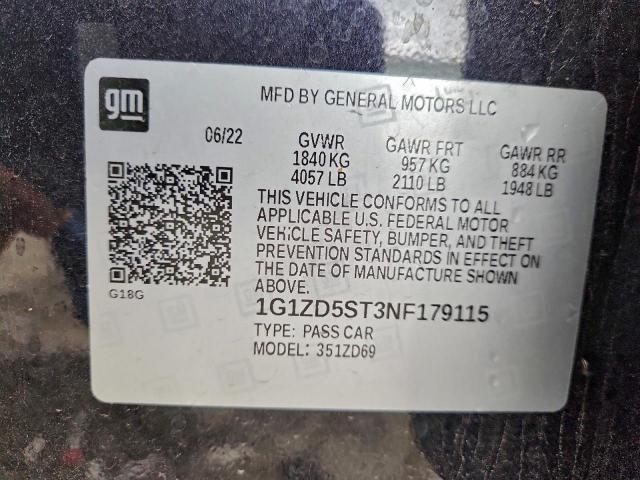 gm
MFD BY GENERAL MOTORS LLC
06/22 GVWR GAWR FRT GAWR RR
1840 KG 957 KG 884 KG
4057 LB 2110 LB 1948 LB
THIS VEHICLE CONFORMS TO ALL
APPLICABLE U.S. FEDERAL MOTOR
VEHICLE SAFETY, BUMPER, AND THEFT
PREVENTION STANDARDS IN EFFECT ON
THE DATE OF MANUFACTURE SHOWN
ABOVE.
G18G
1G1ZD5ST3NF179115
TYPE: PASS CAR
MODEL: 351ZD69